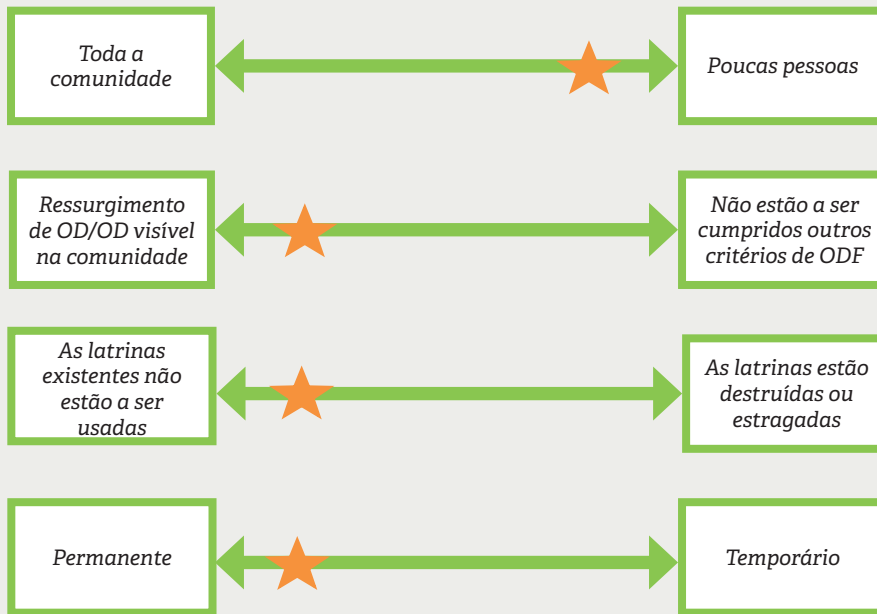 Toda a
comunidade
Poucas pessoas
Ressurgimento
de OD/OD visível
na comunidade
Não estão a ser
cumpridos outros
critérios de ODF
As latrinas
existentes não
estão a ser
usadas
As latrinas estão
destruídas ou
estragadas
Permanente
Temporário